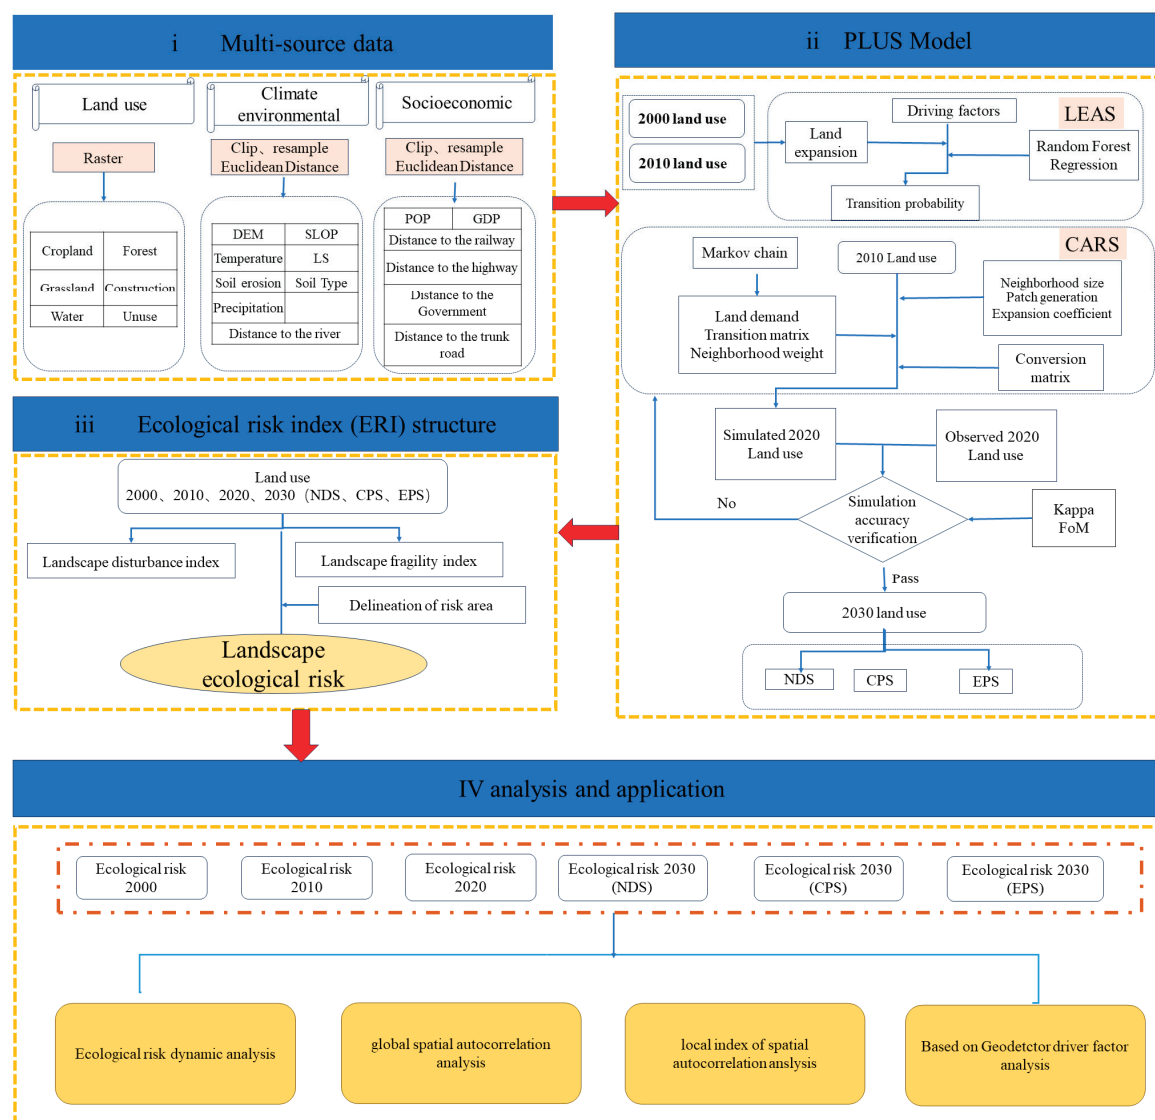 i Multi-source data
Land use
Climate
environmental
Socioeconomic
Raster
Clip、resample
Euclidean Distance
Clip、resample
Euclidean Distance
Cropland Forest
Grassland Construction
Water Unuse
DEM SLOP
Temperature LS
Soil erosion Soil Type
Precipitation
Distance to the river
POP GDP
Distance to the railway
Distance to the highway
Distance to the
Government
Distance to the trunk
road
ii PLUS Model
2000 land use
2010 land use
Land
expansion
Driving factors
LEAS
Random Forest
Regression
Transition probability
CARS
Markov chain
2010 Land use
Neighborhood size
Patch generation
Expansion coefficient
Land demand
Transition matrix
Neighborhood weight
Conversion
matrix
Simulated 2020
Land use
Observed 2020
Land use
No
Simulation
accuracy
verification
Kappa
FoM
Pass
2030 land use
NDS
CPS
EPS
iii Ecological risk index (ERI) structure
Land use
2000、2010、2020、2030（NDS、CPS、EPS）
Landscape disturbance index
Landscape fragility index
Delineation of risk area
Landscape
ecological risk
IV analysis and application
Ecological risk
2000
Ecological risk
2010
Ecological risk
2020
Ecological risk 2030
(NDS)
Ecological risk 2030
(CPS)
Ecological risk 2030
(EPS)
Ecological risk dynamic analysis
global spatial autocorrelation
analysis
local index of spatial
autocorrelation anslysis
Based on Geodetctor driver factor
analysis